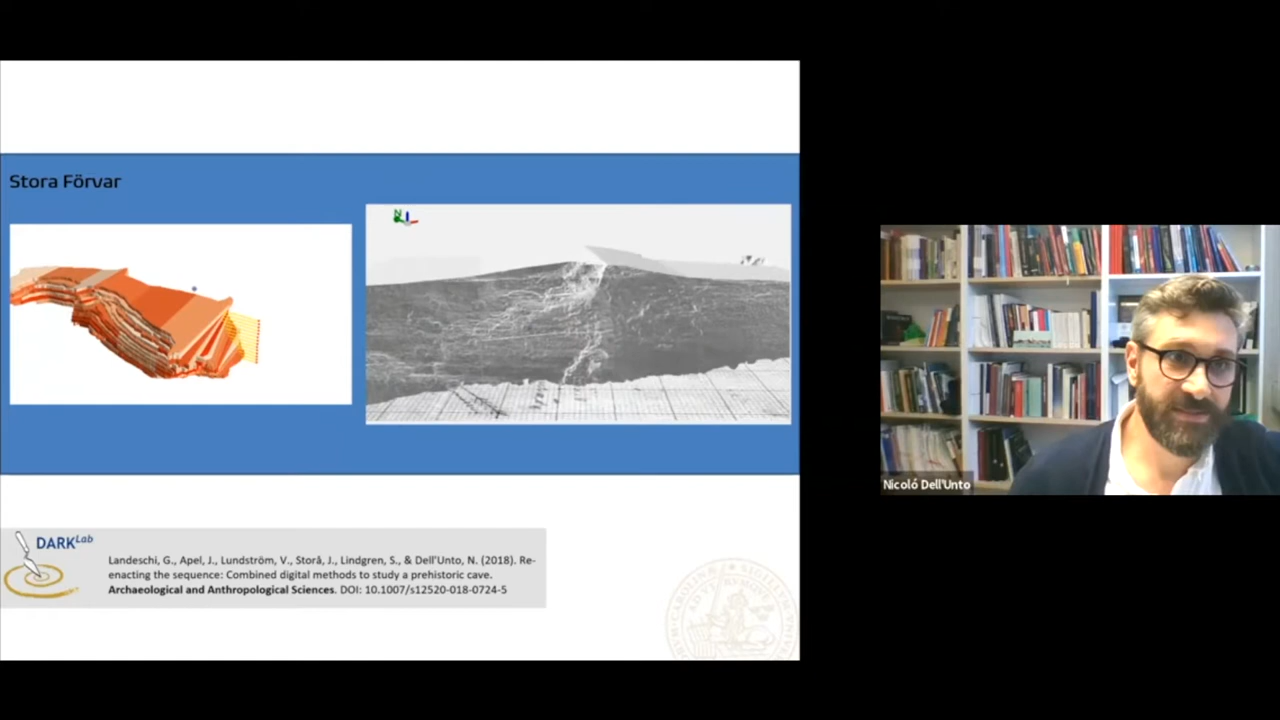 Stora Förvar
N
DARKLab
Landeschi, G., Apel, J., Lundström, V., Storå, J., Lindgren, S., & Dell'Unto, N. (2018). Re-
enacting the sequence: Combined digital methods to study a prehistoric cave.
Archaeological and Anthropological Sciences. DOI: 10.1007/s12520-018-0724-5
Nicoló Dell'Unto